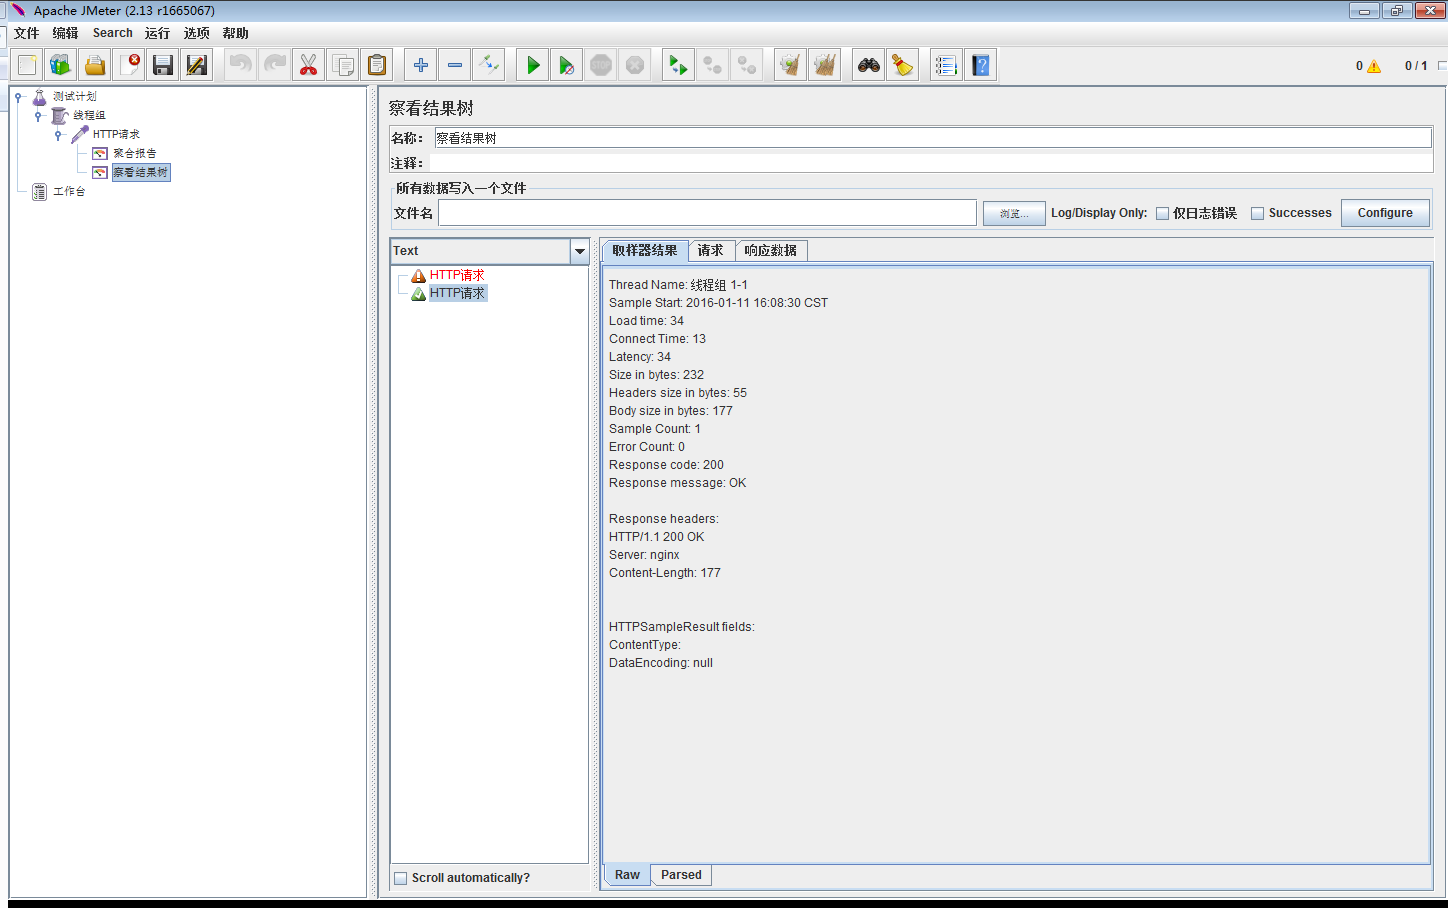 Apache JMeter (2.13 r1665067)
文件 编辑 Search 运行 选项 帮助
STOP
0 0 / 1
测试计划
线程组
HTTP请求
聚合报告
察看结果树
工作台
察看结果树
名称： 察看结果树
注释：
所有数据写入一个文件
文件名 浏览... Log/Display Only: 仅日志错误 Successes Configure
Text
HTTP请求
HTTP请求
Scroll automatically?
取样器结果 请求 响应数据
Thread Name: 线程组 1-1
Sample Start: 2016-01-11 16:08:30 CST
Load time: 34
Connect Time: 13
Latency: 34
Size in bytes: 232
Headers size in bytes: 55
Body size in bytes: 177
Sample Count: 1
Error Count: 0
Response code: 200
Response message: OK
Response headers:
HTTP/1.1 200 OK
Server: nginx
Content-Length: 177
HTTPSampleResult fields:
ContentType:
DataEncoding: null
Raw Parsed